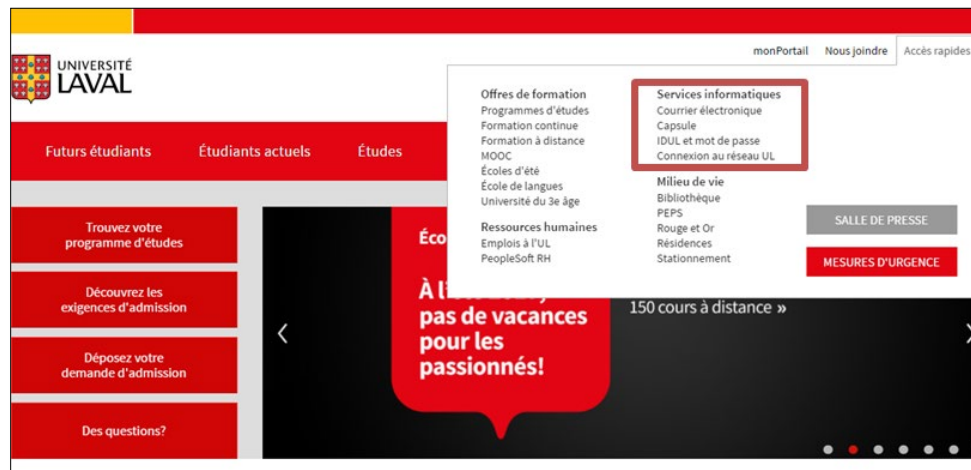 UNIVERSITÉ
LAVAL
monPortail
Nous joindre
Accès rapides
Offres de formation
Programmes d'études
Formation continue
Formation à distance
MOOC
Écoles d'été
École de langues
Université du 3e âge
Ressources humaines
Emplois à l'UL
PeopleSoft RH
Services informatiques
Courrier électronique
Capsule
IDUL et mot de passe
Connexion au réseau UL
Milieu de vie
Bibliothèque
PEPS
Rouge et Or
Résidences
Stationnement
SALLE DE PRESSE
MESURES D'URGENCE
Futurs étudiants
Étudiants actuels
Études
Trouvez votre
programme d'études
Découvrez les
exigences d'admission
Déposez votre
demande d'admission
Des questions?
pas de vacances
pour les
passionnés!
150 cours à distance »